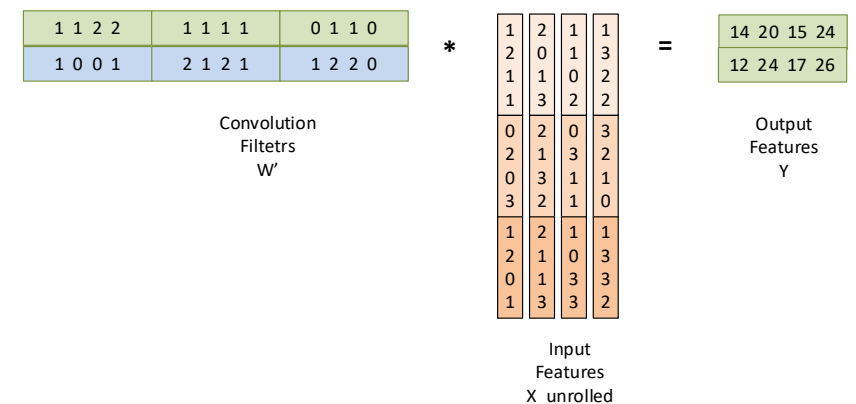 1 1 2 2 1 1 1 1 0 1 1 0
1 0 0 1 2 1 2 1 1 2 2 0
Convolution
Filtetrs
W’
*
1 2 1 1
2 0 1 3
1 1 0 2
1 3 2 2
0 2 0 3
2 1 3 2
0 3 1 1
3 2 1 0
1 2 0 1
2 1 1 3
1 0 3 3
1 3 3 2
Input
Features
X unrolled
=
14 20 15 24
12 24 17 26
Output
Features
Y